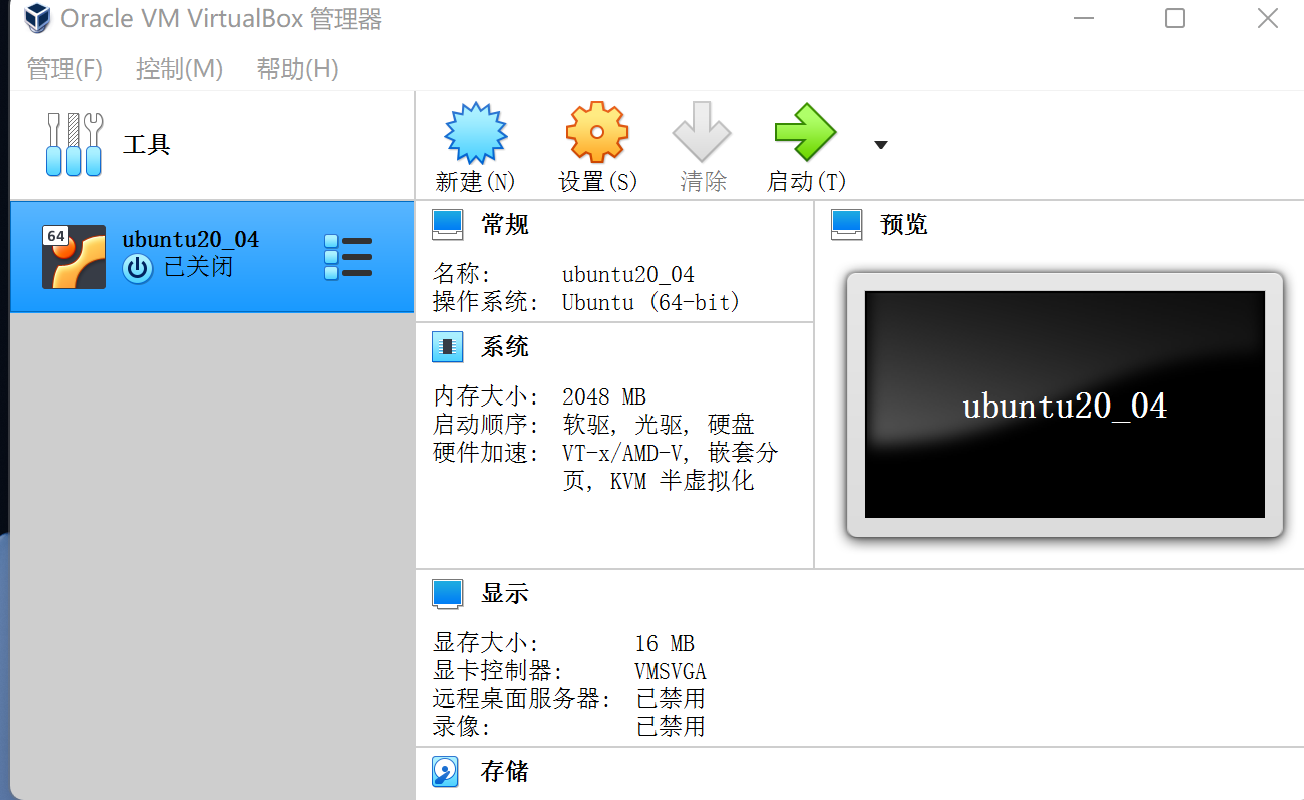 Oracle VM VirtualBox 管理器
管理(F) 控制(M) 帮助(H)
工具
新建(N) 设置(S) 清除 启动(T)
64
ubuntu20_04
已关闭
常规
名称: ubuntu20_04
操作系统: Ubuntu (64-bit)
系统
内存大小: 2048 MB
启动顺序: 软驱, 光驱, 硬盘
硬件加速: VT-x/AMD-V, 嵌套分
页, KVM 半虚拟化
预览
ubuntu20_04
显示
显存大小: 16 MB
显卡控制器: VMSVGA
远程桌面服务器: 已禁用
录像: 已禁用
存储